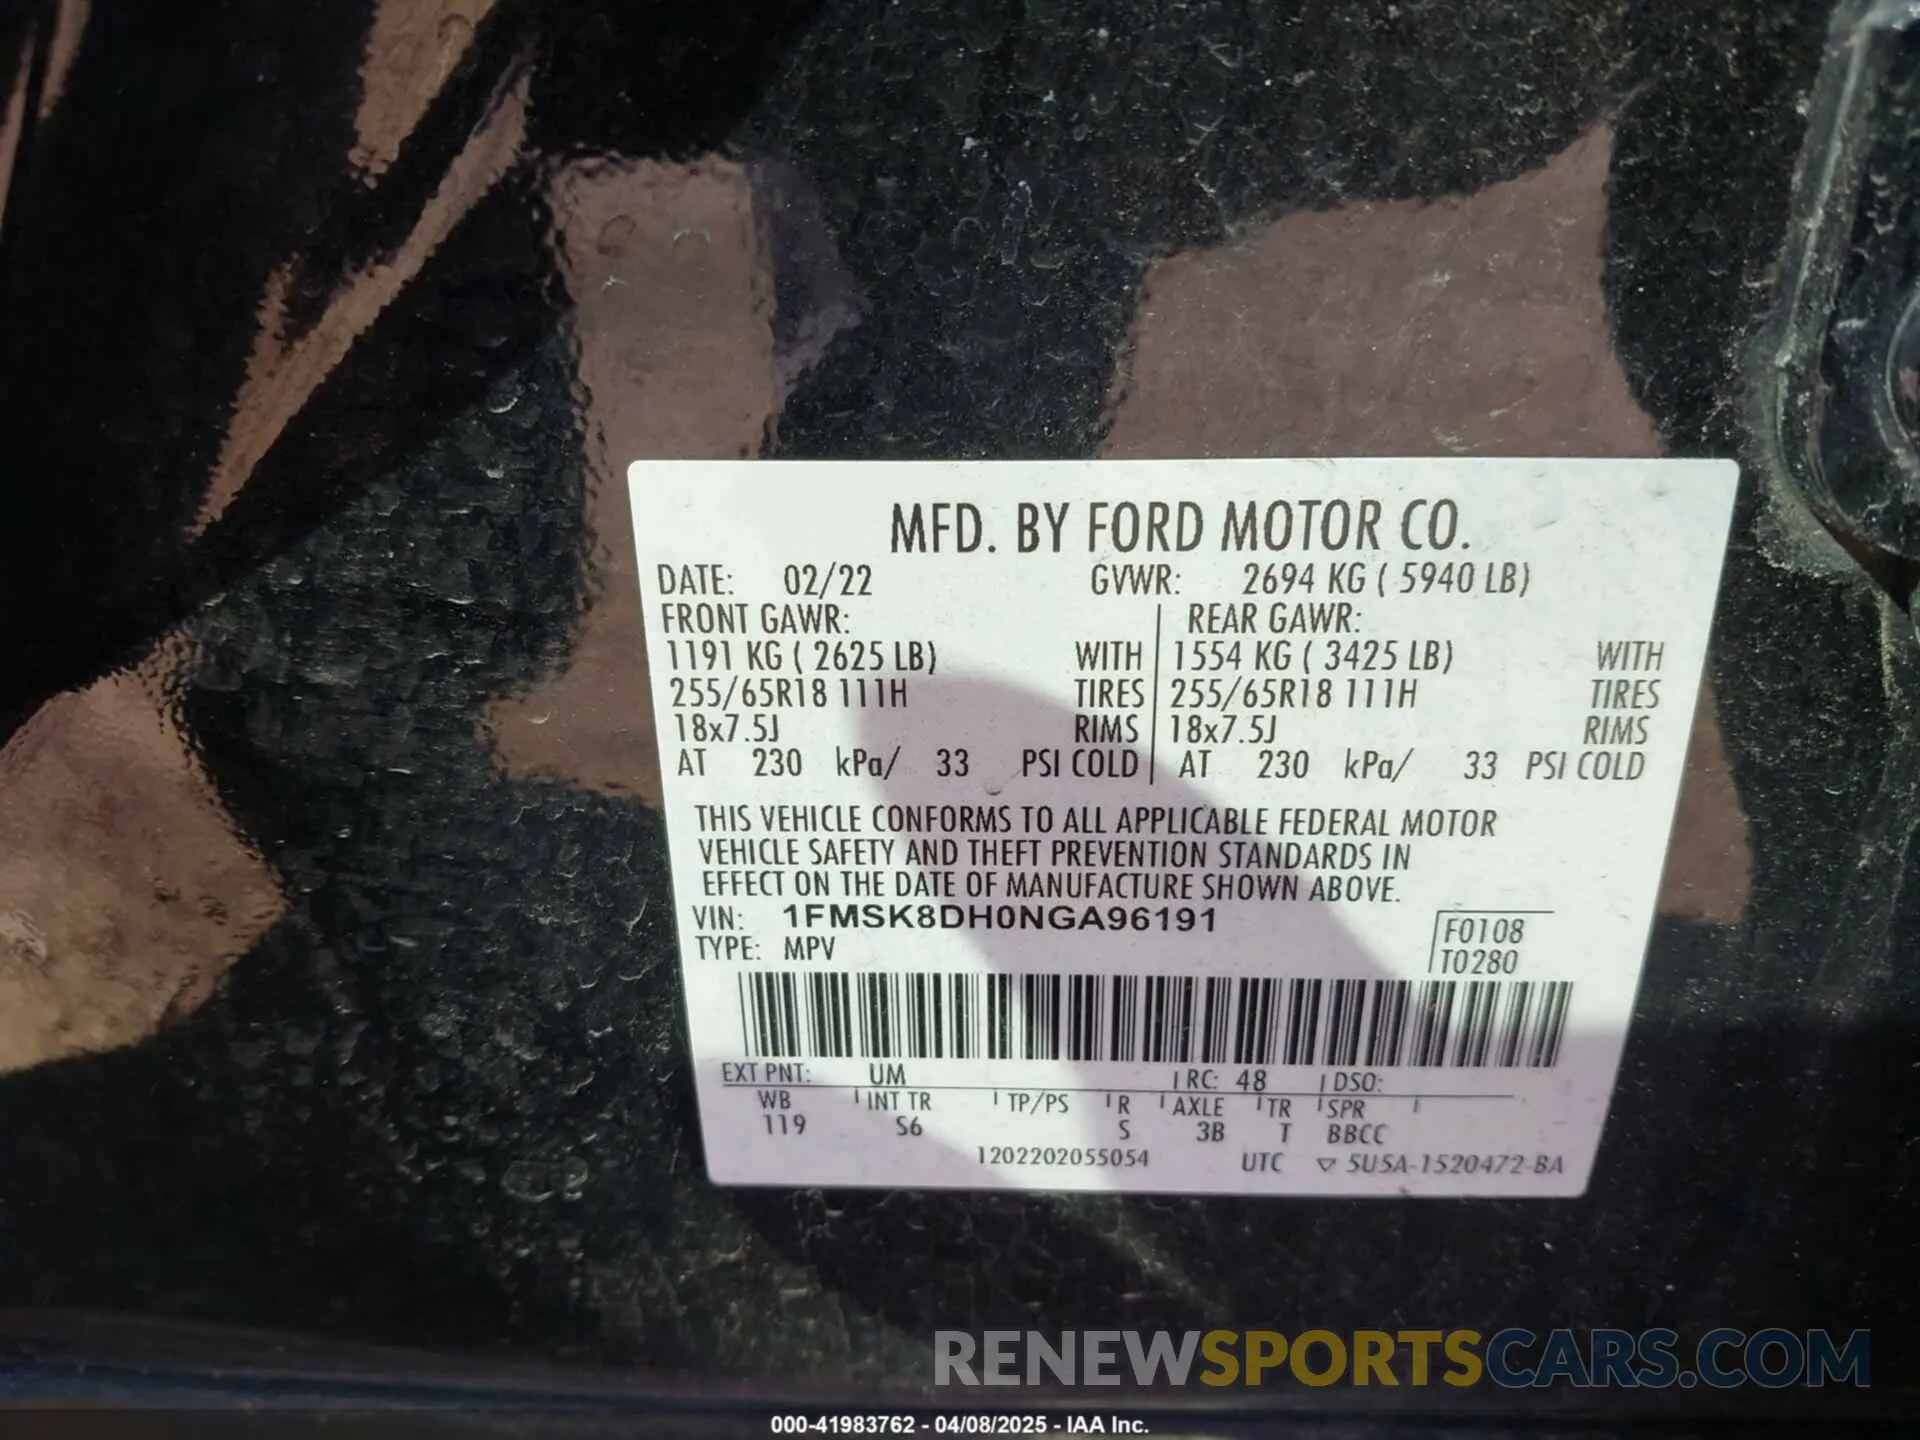 MFD. BY FORD MOTOR CO.
DATE: 02/22 GVWR: 2694 KG ( 5940 LB)
FRONT GAWR: REAR GAWR:
1191 KG ( 2625 LB) WITH 1554 KG ( 3425 LB) WITH
255/65R18 111H TIRES 255/65R18 111H TIRES
18x7.5J RIMS 18x7.5J RIMS
AT 230 kPa/ 33 PSI COLD AT 230 kPa/ 33 PSI COLD
THIS VEHICLE CONFORMS TO ALL APPLICABLE FEDERAL MOTOR
VEHICLE SAFETY AND THEFT PREVENTION STANDARDS IN
EFFECT ON THE DATE OF MANUFACTURE SHOWN ABOVE.
VIN: 1FMSK8DH0NGA96191 F0108
TYPE: MPV T0280
EXT PNT: UM RC: 48 DSO:
WB INT TR TP/PS R AXLE TR SPR
119 S6 S 3B T BBCC
1202202055054 UTC ▽ 5U5A-1520472-BA
RENEWSPORTSCARS.COM
000-41983762 - 04/08/2025 - IAA Inc.